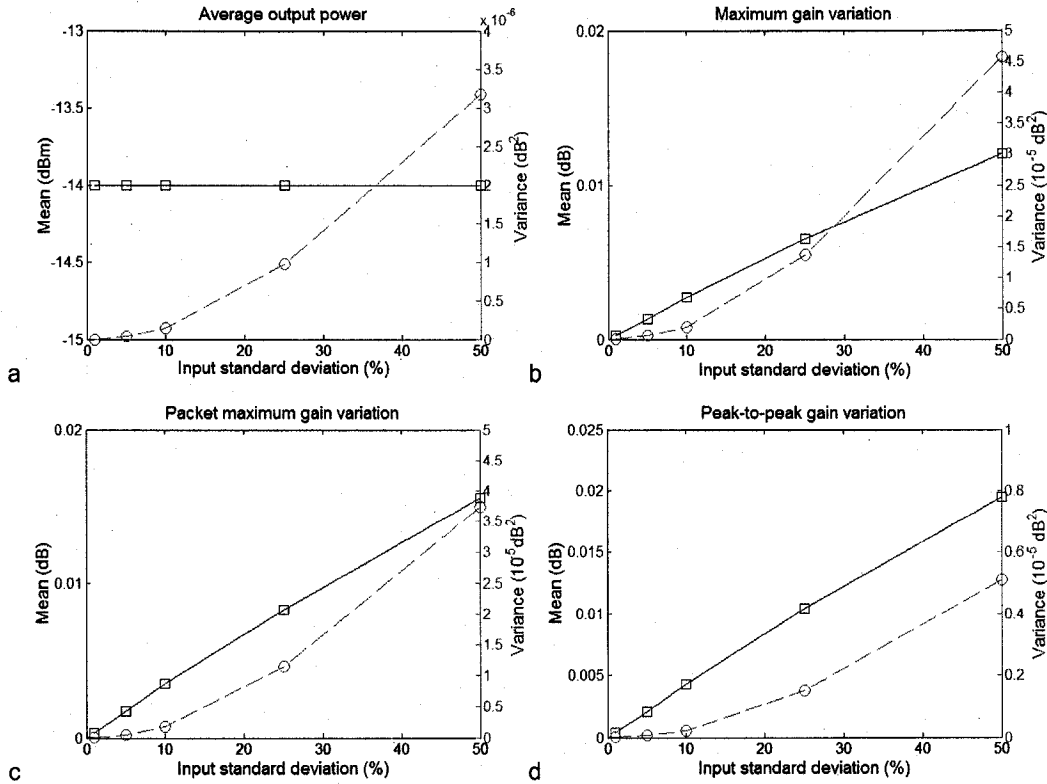 Average output power
x 10^-6
-13
-13.5
-14
-14.5
-15
Mean (dBm)
4
3.5
3
2.5
2
1.5
1
0.5
0
Variance (dB^2)
0 10 20 30 40 50
Input standard deviation (%)
a
Maximum gain variation
0.02
0.01
0
Mean (dB)
5
4.5
4
3.5
3
2.5
2
1.5
1
0.5
0
Variance (10^-5 dB^2)
0 10 20 30 40 50
Input standard deviation (%)
b
Packet maximum gain variation
0.02
0.01
0
Mean (dB)
5
4.5
4
3.5
3
2.5
2
1.5
1
0.5
0
Variance (10^-5 dB^2)
0 10 20 30 40 50
Input standard deviation (%)
c
Peak-to-peak gain variation
0.025
0.02
0.015
0.01
0.005
0
Mean (dB)
1
0.8
0.6
0.4
0.2
0
Variance (10^-5 dB^2)
0 10 20 30 40 50
Input standard deviation (%)
d